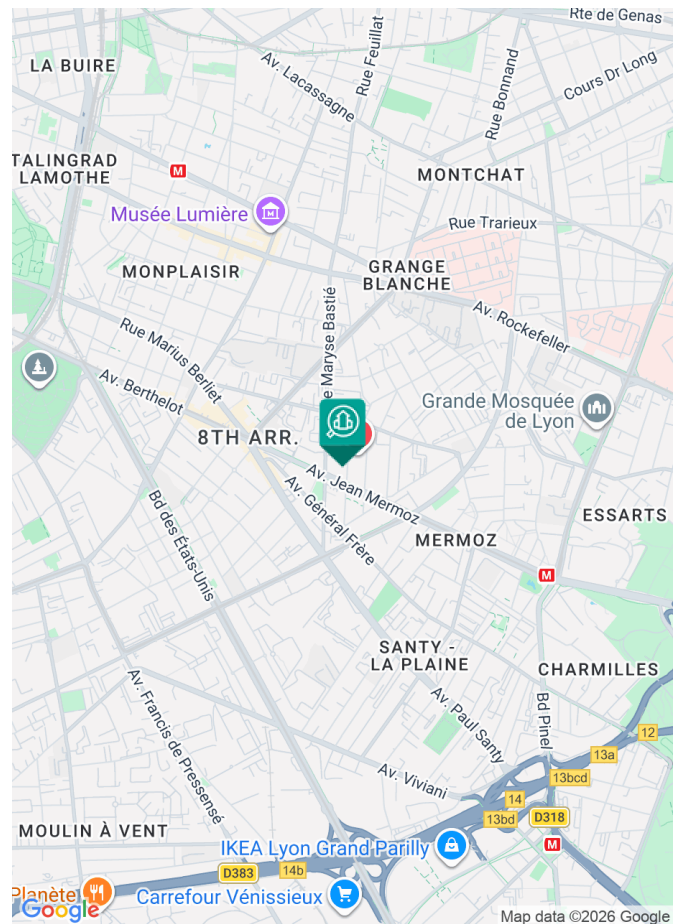 Rte de Genas
LA BUIRE
Rue Feuillat
Av. Lacassagne
Cours Dr Long
Rue Bonnand
TALINGRAD
LAMOTHE
M
MONTCHAT
Musée Lumière
Rue Trarieux
MONPLAISIR
GRANGE
BLANCHE
Av. Rockefeller
e Maryse Bastié
Rue Marius Berliet
Av. Berthelot
Grande Mosquée
de Lyon
8TH ARR.
Av. Jean Mermoz
Av. Général Frère
Bd des États-Unis
ESSARTS
MERMOZ
M
SANTY -
LA PLAINE
CHARMILLES
Av. Francis de Pressensé
Av. Paul Santy
Bd Pinel
12
13a
13bcd
Av. Viviani
14
13bd
D318
MOULIN À VENT
IKEA Lyon Grand Parilly
M
D383
14b
Planète
Carrefour Vénissieux
Google
Map data ©2026 Google